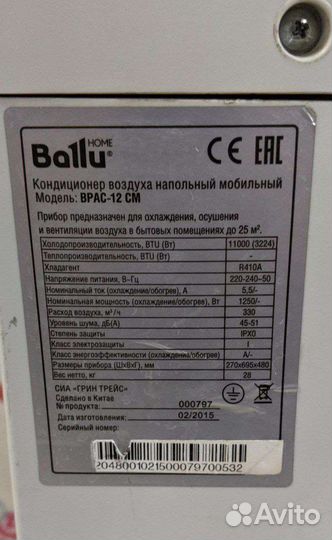 Ballu HOME
CE EAC
Кондиционер воздуха напольный мобильный
Модель: BPAC-12 CM
Прибор предназначен для охлаждения, осушения
и вентиляции воздуха в бытовых помещениях до 25 м².
Холодопроизводительность, BTU (Вт) 11000 (3224)
Теплопроизводительность, BTU (Вт) -
Хладагент R410A
Напряжение питания, В~Гц 220-240~50
Номинальный ток (охлаждение/обогрев), А 5,5/-
Номинальная мощность (охлаждение/обогрев), Вт 1250/-
Расход воздуха, м³/ч 330
Уровень шума, дБ(А) 45-51
Степень защиты IPX0
Класс электрозащиты I
Класс энергоэффективности (охлаждение/обогрев) A/-
Размеры прибора (ШxВxГ), мм 270x695x480
Вес нетто, кг 28
СИА «ГРИН ТРЕЙС»
Сделано в Китае
№ продукта: 000797
Дата изготовления: 02/2015
Серийный номер:
2048001021500079700532
Avito